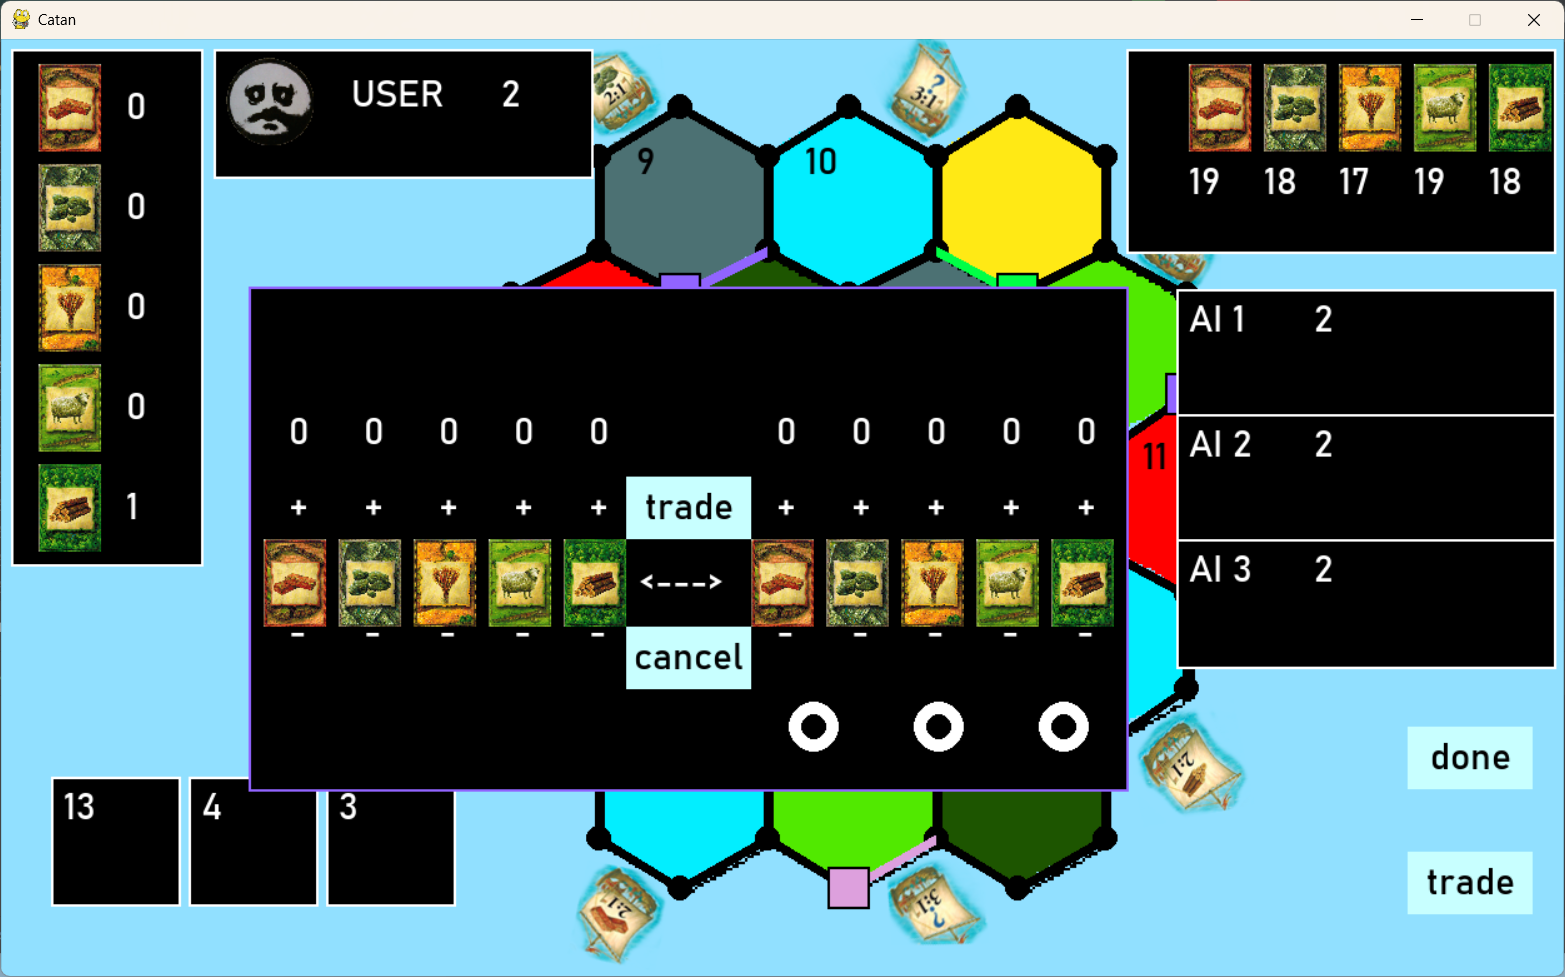 Catan
0
0
0
0
1
USER 2
2:1
?
3:1
9
10
19 18 17 19 18
AI 1 2
AI 2 2
AI 3 2
11
0 0 0 0 0 0 0 0 0 0
+ + + + + trade + + + + +
<--->
- - - - - - - - - -
cancel
13
4
3
2:1
3:1
?
2:1
done
trade